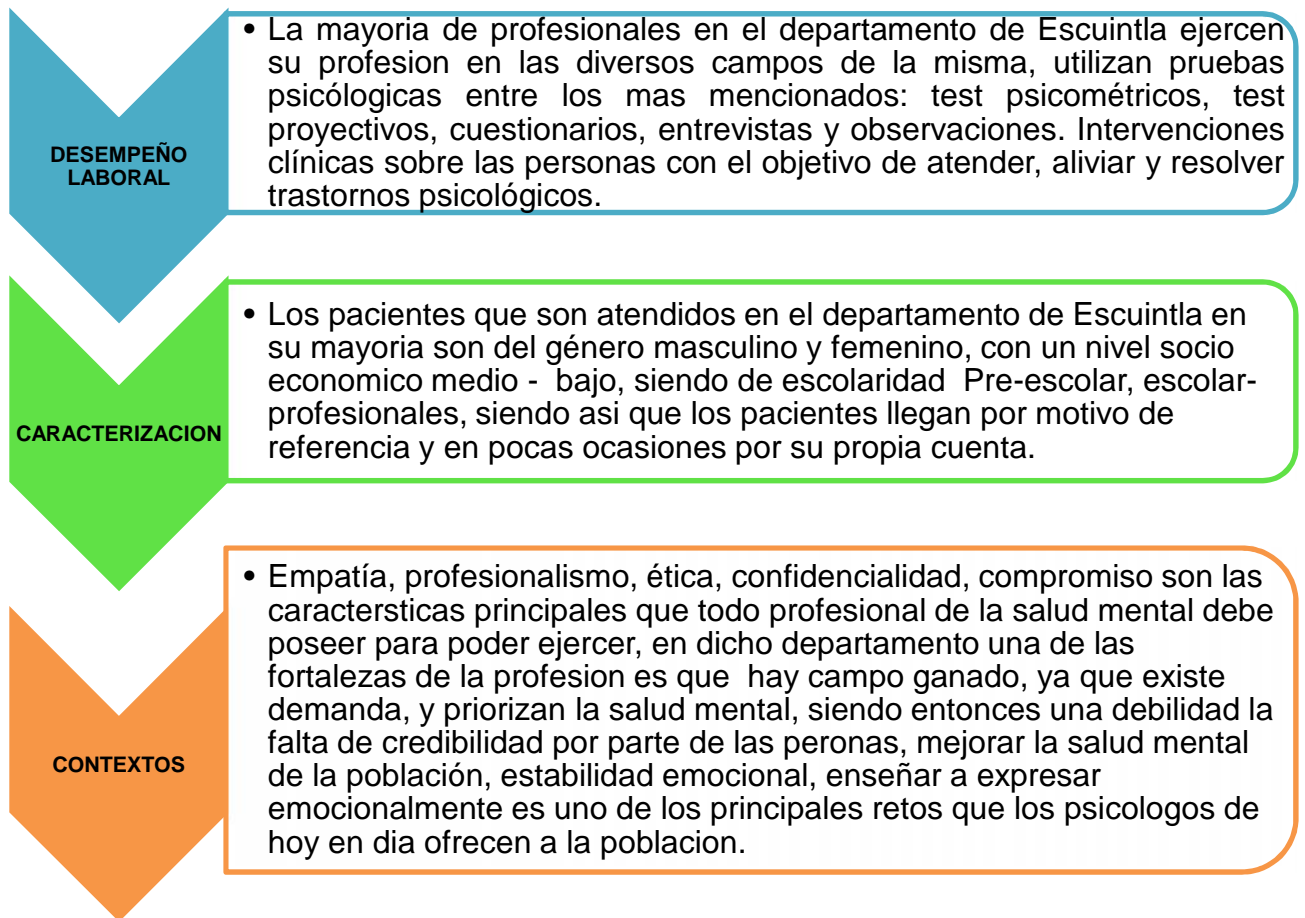 DESEMPEÑO
LABORAL
• La mayoria de profesionales en el departamento de Escuintla ejercen
su profesion en las diversos campos de la misma, utilizan pruebas
psicólogicas entre los mas mencionados: test psicométricos, test
proyectivos, cuestionarios, entrevistas y observaciones. Intervenciones
clínicas sobre las personas con el objetivo de atender, aliviar y resolver
trastornos psicológicos.
CARACTERIZACION
• Los pacientes que son atendidos en el departamento de Escuintla en
su mayoria son del género masculino y femenino, con un nivel socio
economico medio - bajo, siendo de escolaridad Pre-escolar, escolar-
profesionales, siendo asi que los pacientes llegan por motivo de
referencia y en pocas ocasiones por su propia cuenta.
CONTEXTOS
• Empatía, profesionalismo, ética, confidencialidad, compromiso son las
caractersticas principales que todo profesional de la salud mental debe
poseer para poder ejercer, en dicho departamento una de las
fortalezas de la profesion es que hay campo ganado, ya que existe
demanda, y priorizan la salud mental, siendo entonces una debilidad la
falta de credibilidad por parte de las peronas, mejorar la salud mental
de la población, estabilidad emocional, enseñar a expresar
emocionalmente es uno de los principales retos que los psicologos de
hoy en dia ofrecen a la poblacion.